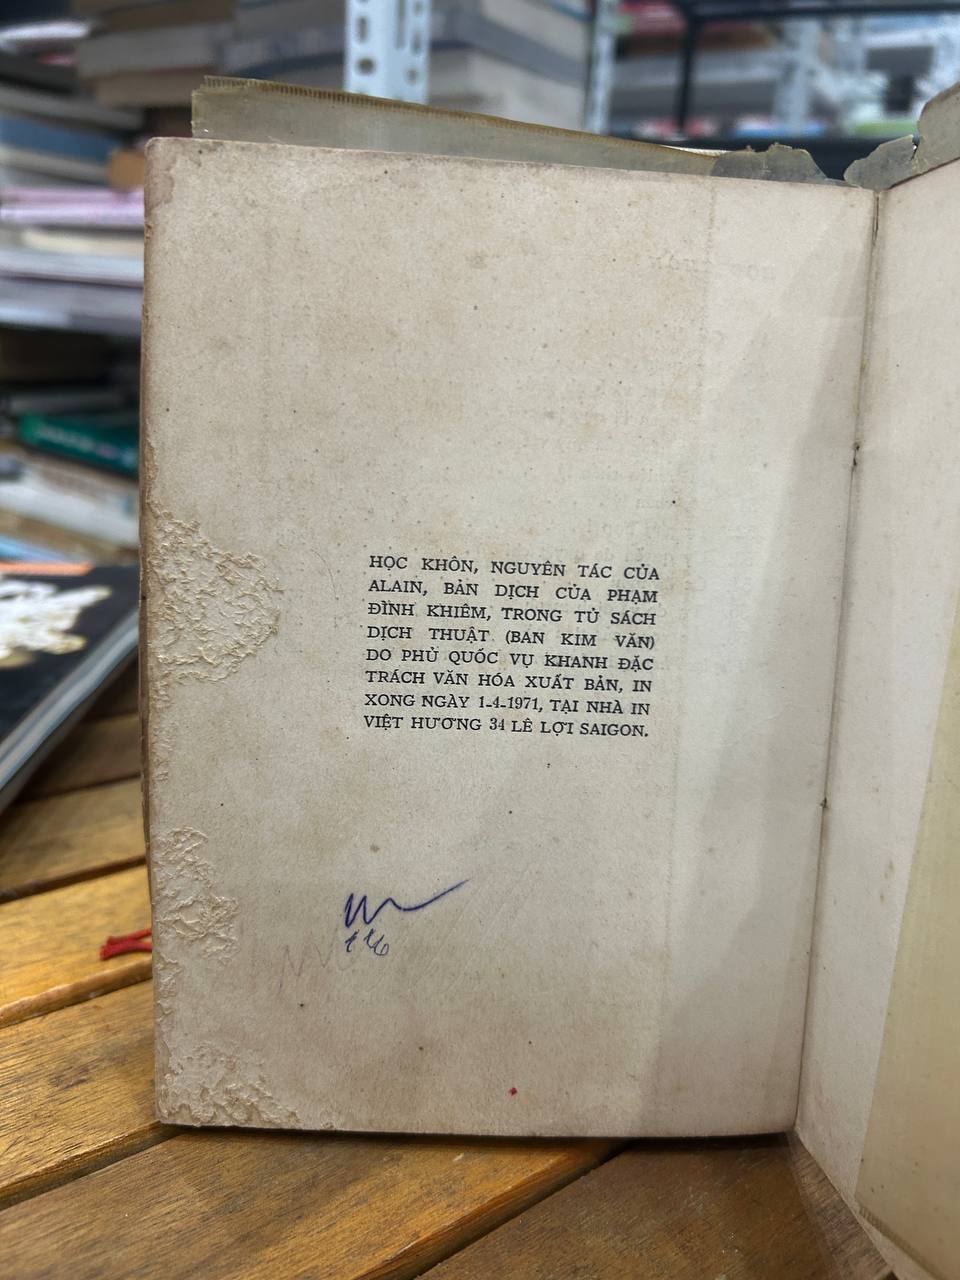 HỌC KHÔN, NGUYÊN TÁC CỦA
ALAIN, BẢN DỊCH CỦA PHẠM
ĐÌNH KHIÊM, TRONG TỦ SÁCH
DỊCH THUẬT (BAN KIM VĂN)
DO PHỦ QUỐC VỤ KHANH ĐẶC
TRÁCH VĂN HÓA XUẤT BẢN, IN
XONG NGÀY 1-4-1971, TẠI NHÀ IN
VIỆT HƯƠNG 34 LÊ LỢI SAIGON.